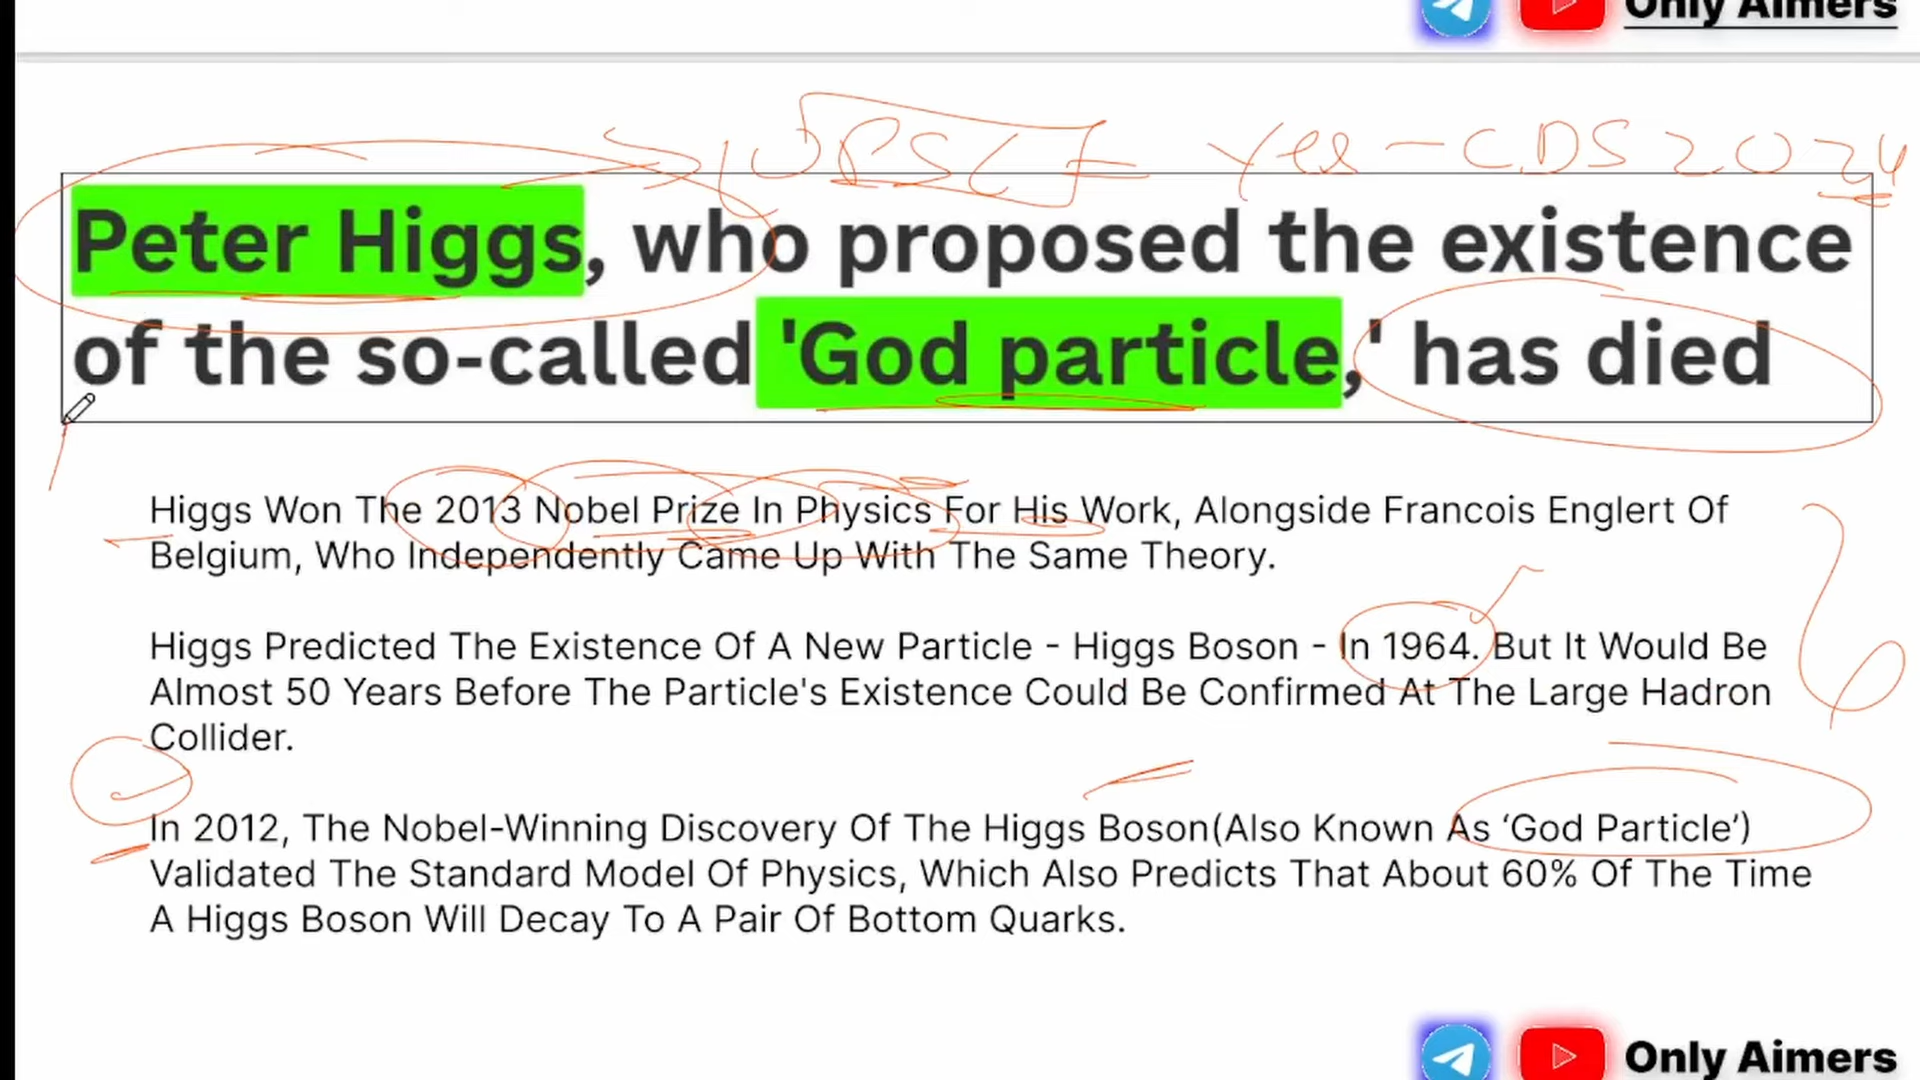 Only Aimers
UPSC Yes - CDS 2024
Peter Higgs, who proposed the existence
of the so-called 'God particle,' has died
Higgs Won The 2013 Nobel Prize In Physics For His Work, Alongside Francois Englert Of
Belgium, Who Independently Came Up With The Same Theory.
Higgs Predicted The Existence Of A New Particle - Higgs Boson - In 1964. But It Would Be
Almost 50 Years Before The Particle's Existence Could Be Confirmed At The Large Hadron
Collider.
In 2012, The Nobel-Winning Discovery Of The Higgs Boson(Also Known As ‘God Particle’)
Validated The Standard Model Of Physics, Which Also Predicts That About 60% Of The Time
A Higgs Boson Will Decay To A Pair Of Bottom Quarks.
Only Aimers